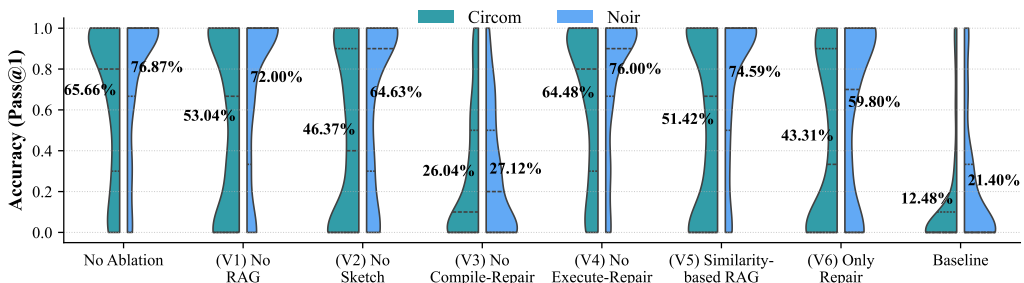 Circom Noir
Accuracy (Pass@1)
1.0
0.8
0.6
0.4
0.2
0.0
65.66% 76.87%
53.04% 72.00%
46.37% 64.63%
26.04% 27.12%
64.48% 76.00%
51.42% 74.59%
43.31% 59.80%
12.48% 21.40%
No Ablation
(V1) No
RAG
(V2) No
Sketch
(V3) No
Compile-Repair
(V4) No
Execute-Repair
(V5) Similarity-
based RAG
(V6) Only
Repair
Baseline